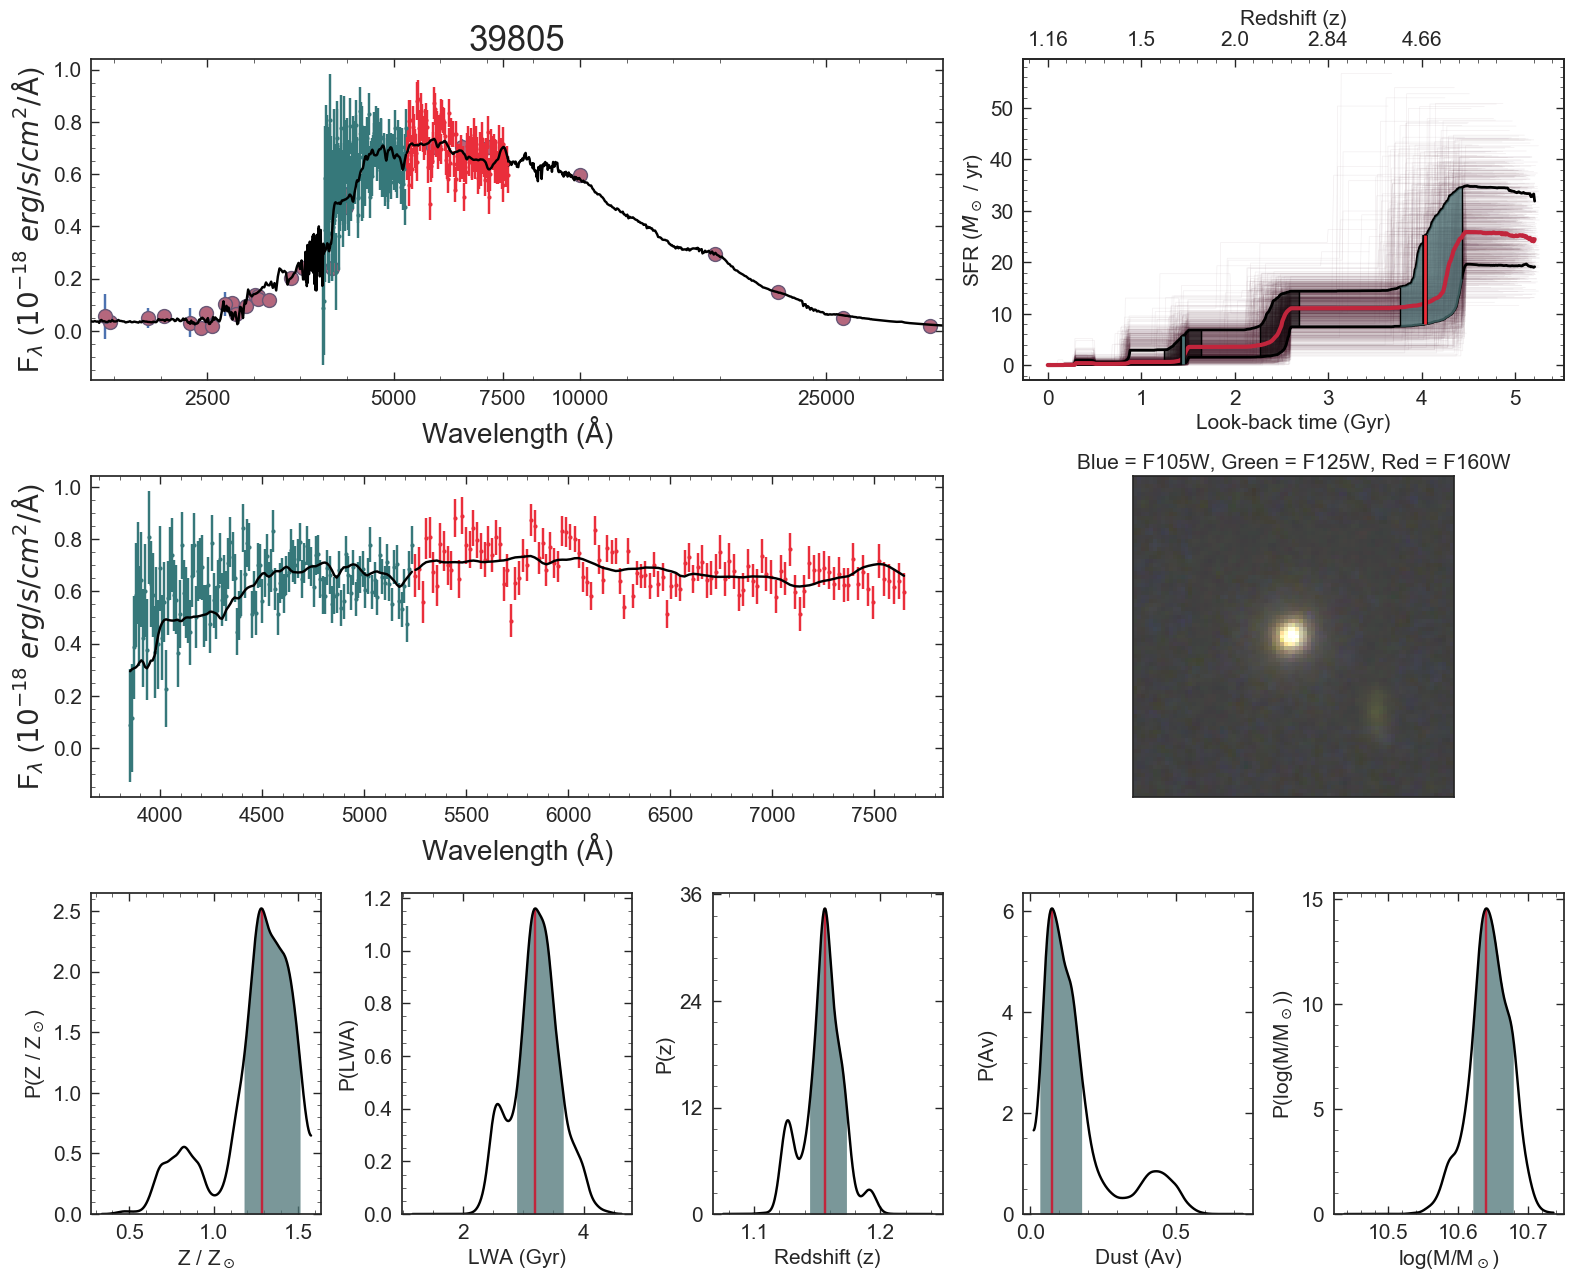 39805
1.0
0.8
0.6
0.4
0.2
0.0
F_λ (10^−18 erg/s/cm^2/Å)
2500 5000 7500 10000 25000
Wavelength (Å)
Redshift (z)
1.16 1.5 2.0 2.84 4.66
50
40
30
20
10
0
SFR (M_⊙ / yr)
0 1 2 3 4 5
Look-back time (Gyr)
1.0
0.8
0.6
0.4
0.2
0.0
F_λ (10^−18 erg/s/cm^2/Å)
4000 4500 5000 5500 6000 6500 7000 7500
Wavelength (Å)
Blue = F105W, Green = F125W, Red = F160W
2.5
2.0
1.5
1.0
0.5
0.0
P(Z / Z_⊙)
0.5 1.0 1.5
Z / Z_⊙
1.2
1.0
0.8
0.6
0.4
0.2
0.0
P(LWA)
2 4
LWA (Gyr)
36
24
12
0
P(z)
1.1 1.2
Redshift (z)
6
4
2
0
P(Av)
0.0 0.5
Dust (Av)
15
10
5
0
P(log(M/M_⊙))
10.5 10.6 10.7
log(M/M_⊙)